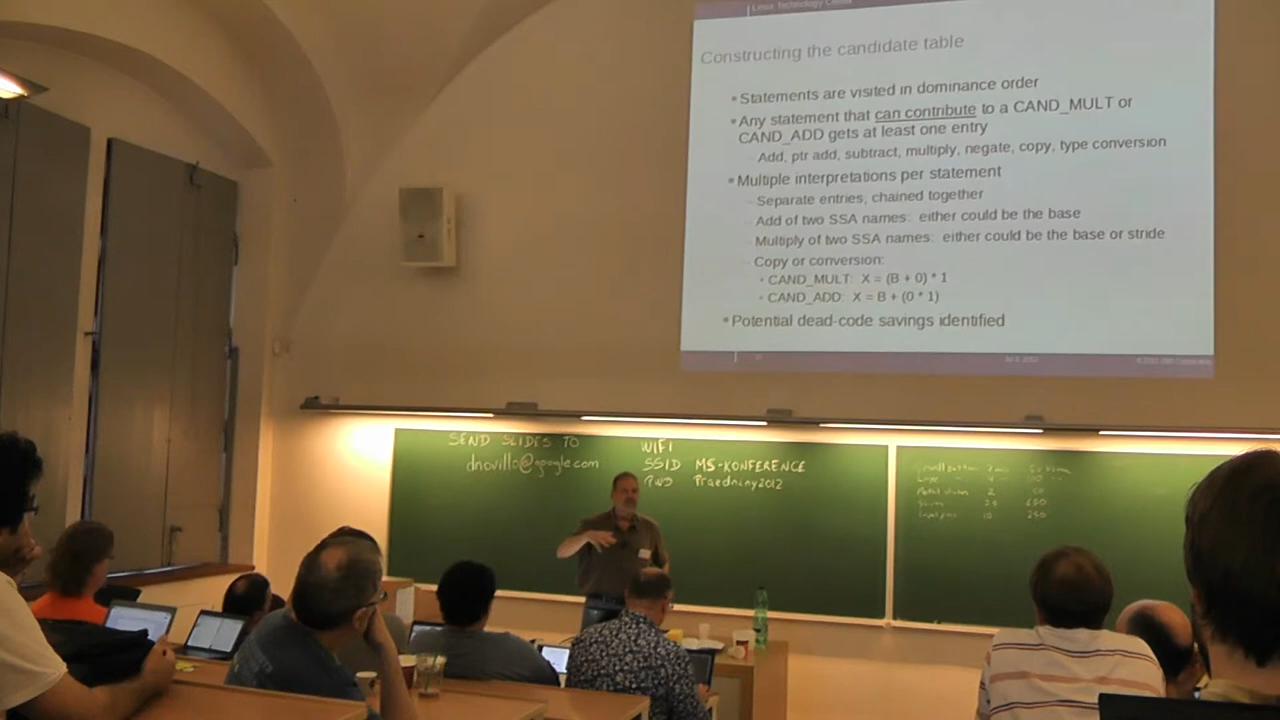 Linux Technology Center
Constructing the candidate table
Statements are visited in dominance order
Any statement that can contribute to a CAND_MULT or
CAND_ADD gets at least one entry
Add, ptr add, subtract, multiply, negate, copy, type conversion
Multiple interpretations per statement
Separate entries, chained together
Add of two SSA names: either could be the base
Multiply of two SSA names: either could be the base or stride
Copy or conversion:
CAND_MULT: X = (B + 0) * 1
CAND_ADD: X = B + (0 * 1)
Potential dead-code savings identified
SEND SLIDES TO
dnovillo@google.com
WIFI
SSID MS-KONFERENCE
PWD Praedniny2012